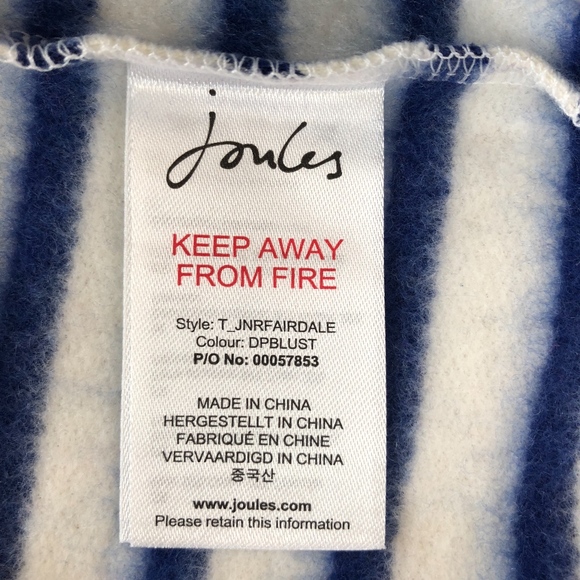 Joules
KEEP AWAY
FROM FIRE
Style: T_JNRFAIRDALE
Colour: DPBLUST
P/O No: 00057853
MADE IN CHINA
HERGESTELLT IN CHINA
FABRIQUÉ EN CHINE
VERVAARDIGD IN CHINA
중국산
www.joules.com
Please retain this information